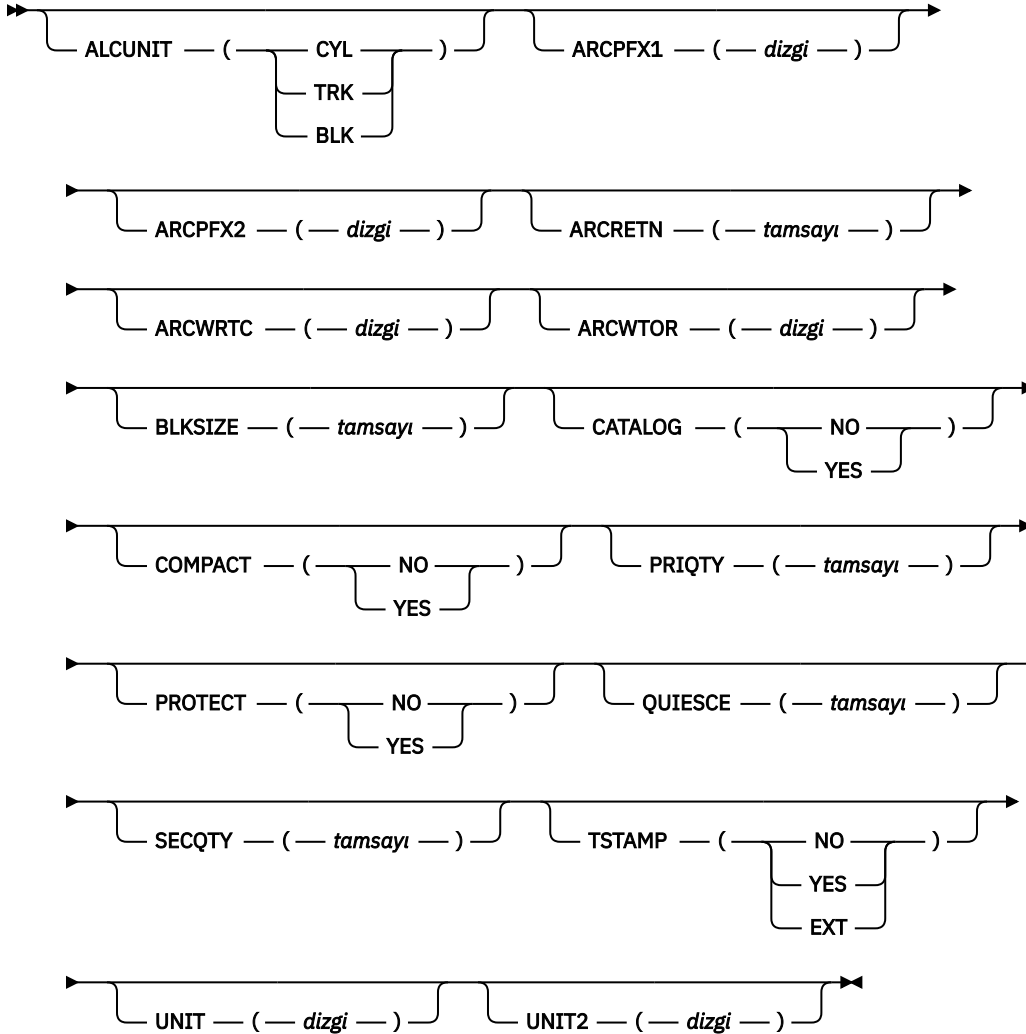 ALCUNIT ( CYL ) ARCPFX1 ( dizgi )
TRK
BLK
ARCPFX2 ( dizgi ) ARCRETN ( tamsayı )
ARCWRTC ( dizgi ) ARCWTOR ( dizgi )
BLKSIZE ( tamsayı ) CATALOG ( NO )
YES
COMPACT ( NO ) PRIQTY ( tamsayı )
YES
PROTECT ( NO ) QUIESCE ( tamsayı )
YES
SECQTY ( tamsayı ) TSTAMP ( NO )
YES
EXT
UNIT ( dizgi ) UNIT2 ( dizgi )